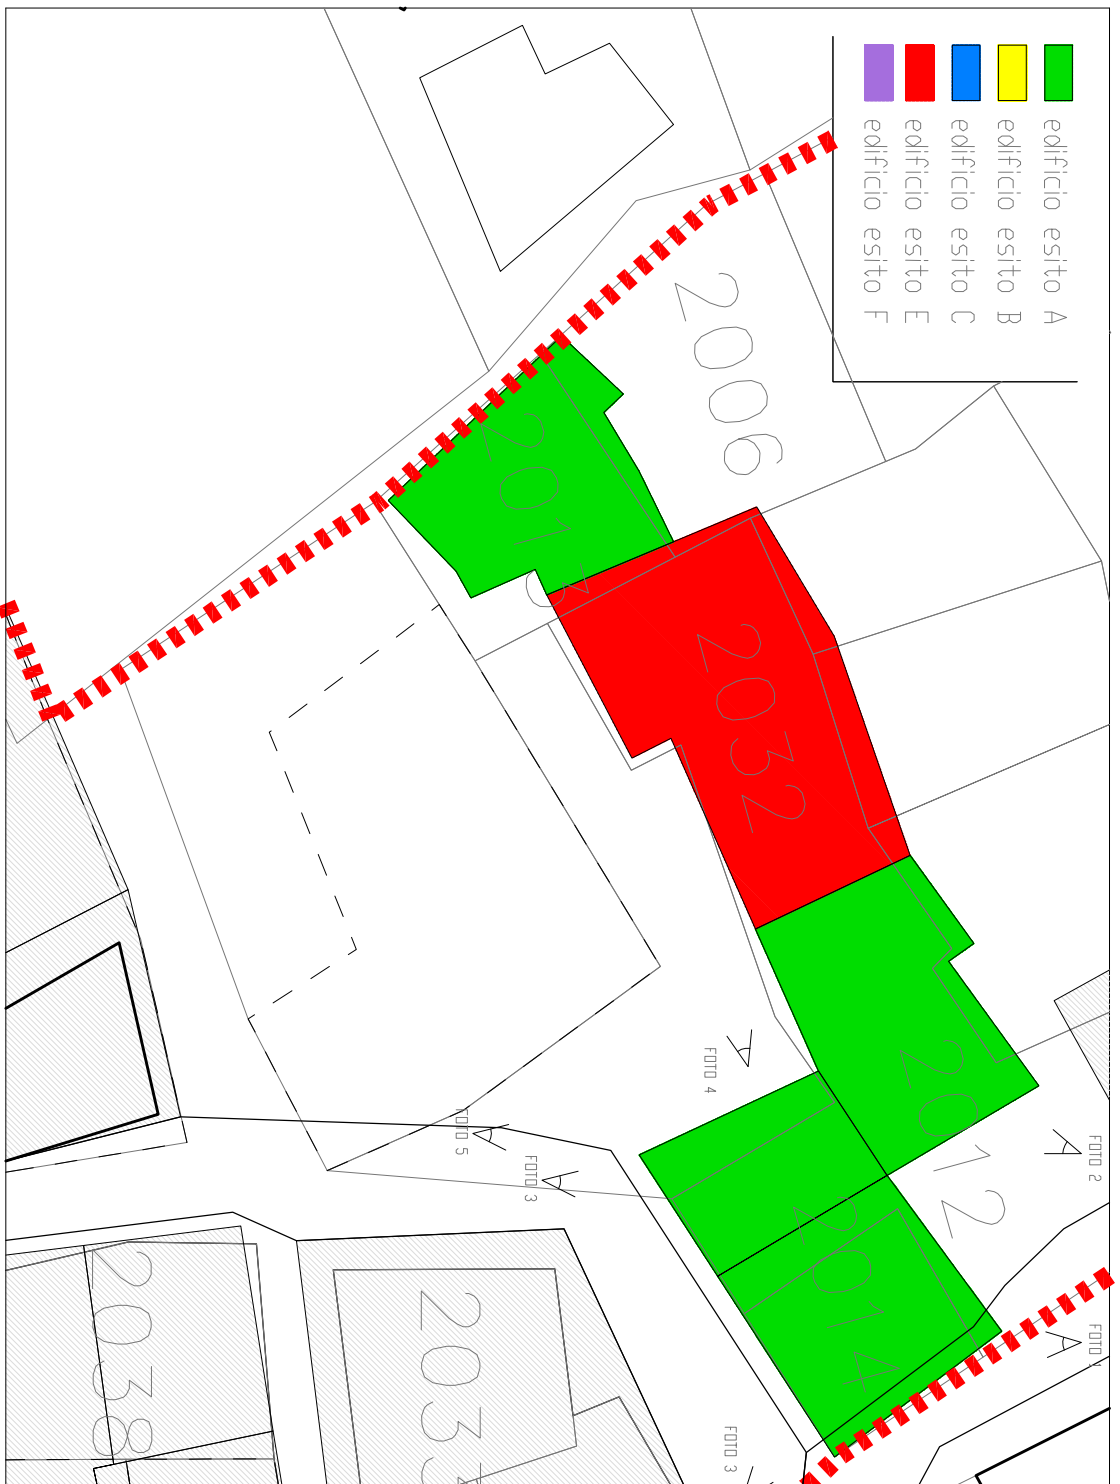 edificio esito A
edificio esito B
edificio esito C
edificio esito E
edificio esito F
2006
2013
2032
2012
2014
2038
FOTO 4
FOTO 5
FOTO 3
FOTO 2
FOTO 1
FOTO 3